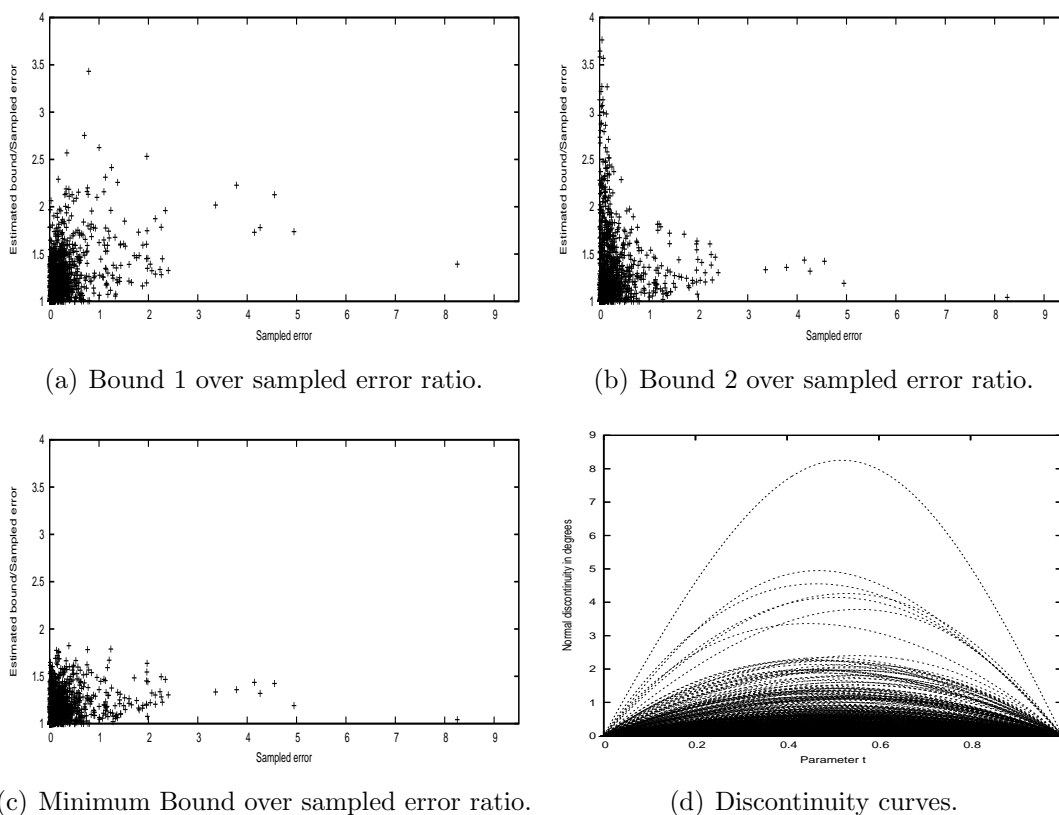 Estimated bound/Sampled error
4
3.5
3
2.5
2
1.5
1
0 1 2 3 4 5 6 7 8 9
Sampled error
(a) Bound 1 over sampled error ratio.
Estimated bound/Sampled error
4
3.5
3
2.5
2
1.5
1
0 1 2 3 4 5 6 7 8 9
Sampled error
(b) Bound 2 over sampled error ratio.
Estimated bound/Sampled error
4
3.5
3
2.5
2
1.5
1
0 1 2 3 4 5 6 7 8 9
Sampled error
(c) Minimum Bound over sampled error ratio.
Normal discontinuity in degrees
9
8
7
6
5
4
3
2
1
0
0 0.2 0.4 0.6 0.8
Parameter t
(d) Discontinuity curves.